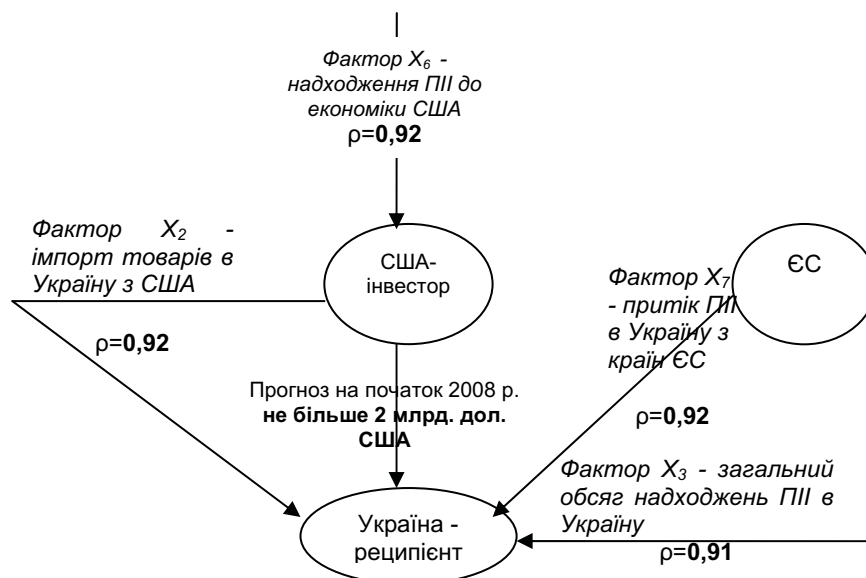 Фактор X6 -
надходження ПІІ до
економіки США
ρ=0,92
Фактор X2 -
імпорт товарів в
Україну з США
ρ=0,92
США-
інвестор
ЄС
Фактор X7
- притік ПІІ
в Україну з
країн ЄС
ρ=0,92
Прогноз на початок 2008 р.
не більше 2 млрд. дол.
США
Фактор X3 - загальний
обсяг надходжень ПІІ в
Україну
ρ=0,91
Україна -
реципієнт